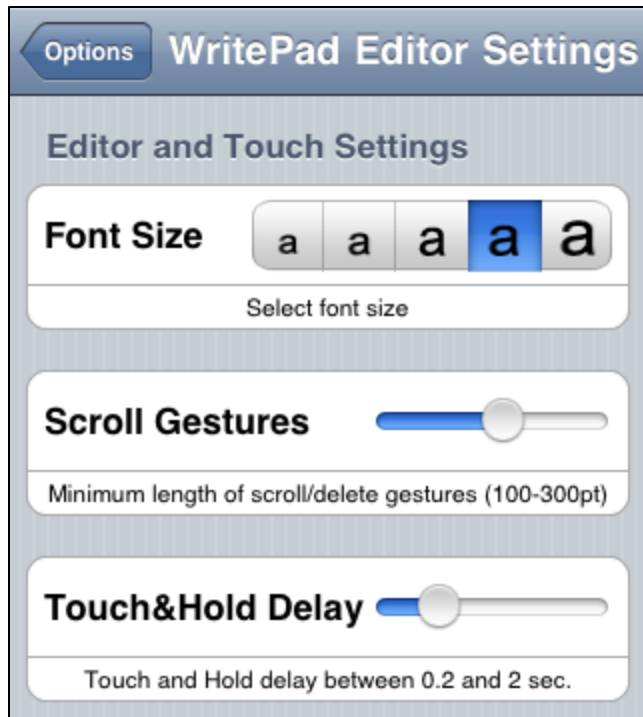 Options WritePad Editor Settings
Editor and Touch Settings
Font Size a a a a a
Select font size
Scroll Gestures
Minimum length of scroll/delete gestures (100-300pt)
Touch&Hold Delay
Touch and Hold delay between 0.2 and 2 sec.